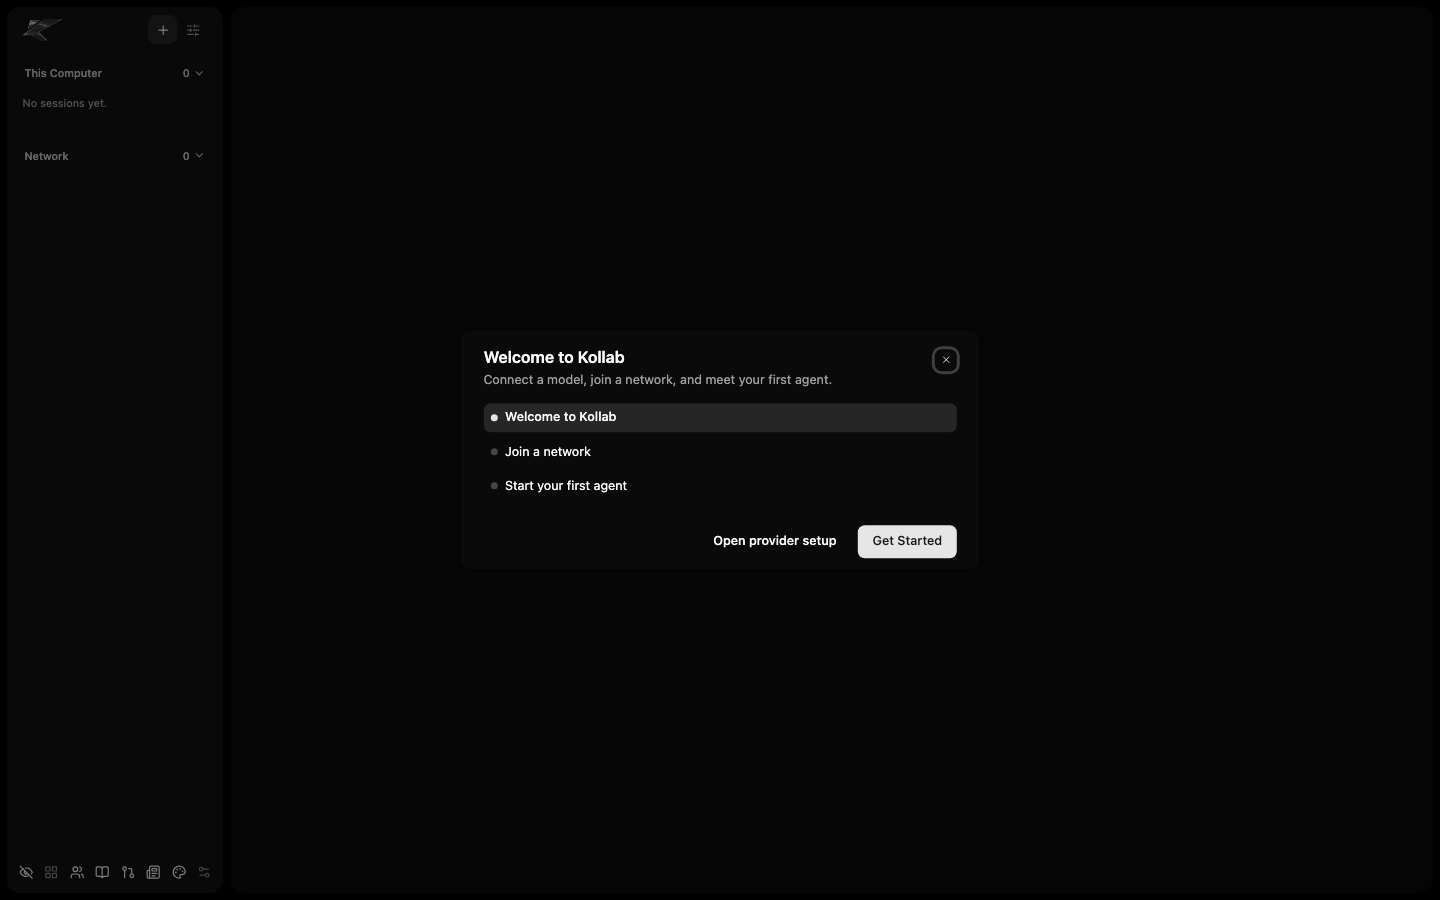 This Computer 0
No sessions yet.
Network 0
Welcome to Kollab
Connect a model, join a network, and meet your first agent.
Welcome to Kollab
Join a network
Start your first agent
Open provider setup Get Started